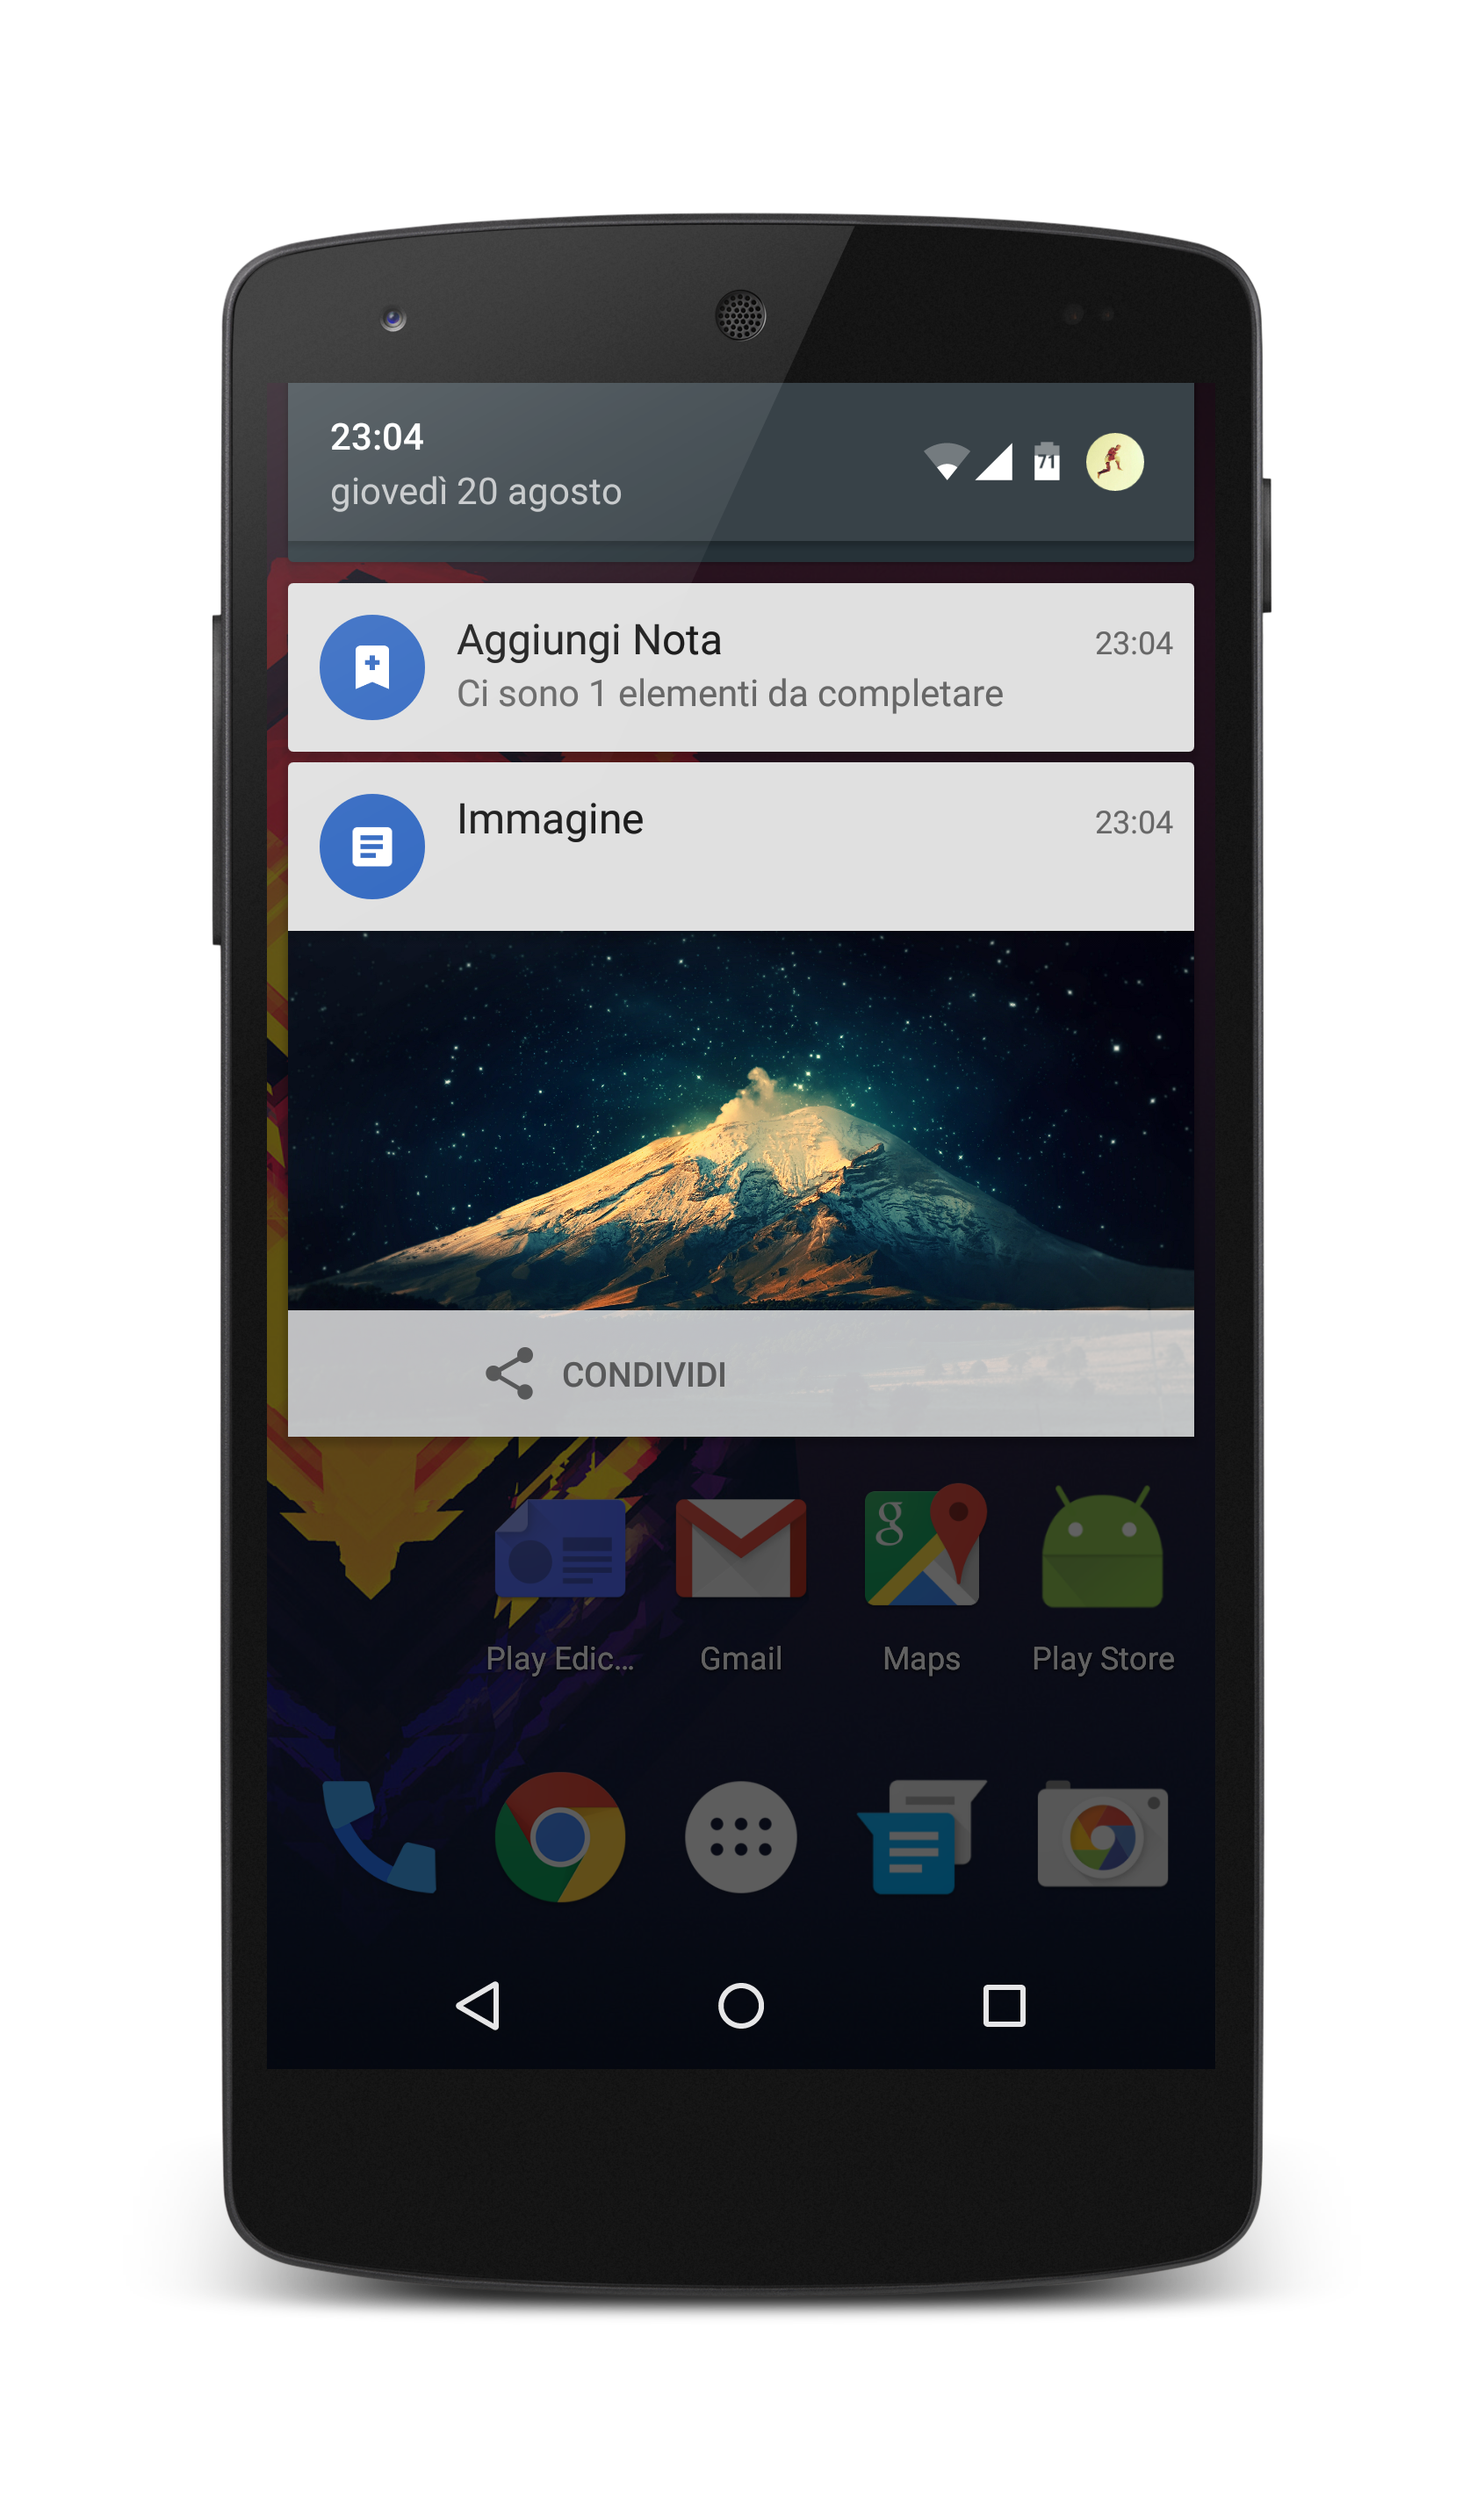 23:04
giovedì 20 agosto
71
Aggiungi Nota
23:04
Ci sono 1 elementi da completare
Immagine
23:04
CONDIVIDI
g
Play Edic...
Gmail
Maps
Play Store